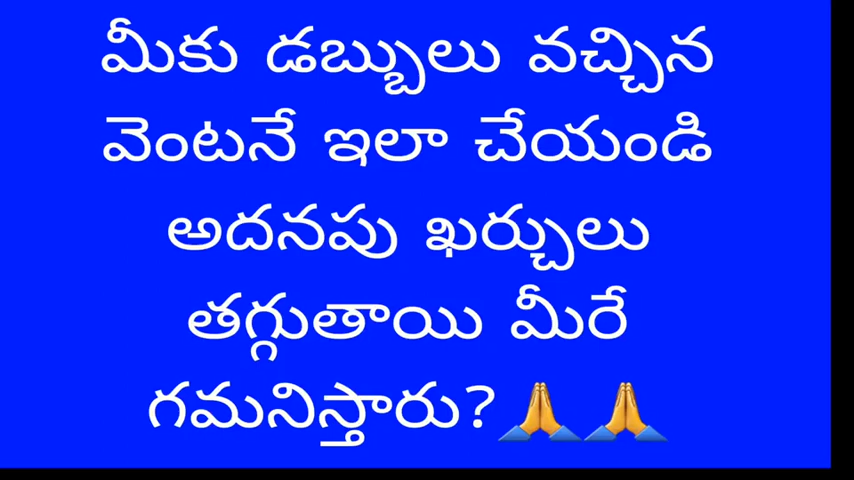 మీకు డబ్బులు వచ్చిన
వెంటనే ఇలా చేయండి
అదనపు ఖర్చులు
తగ్గుతాయి మీరే
గమనిస్తారు?🙏🙏